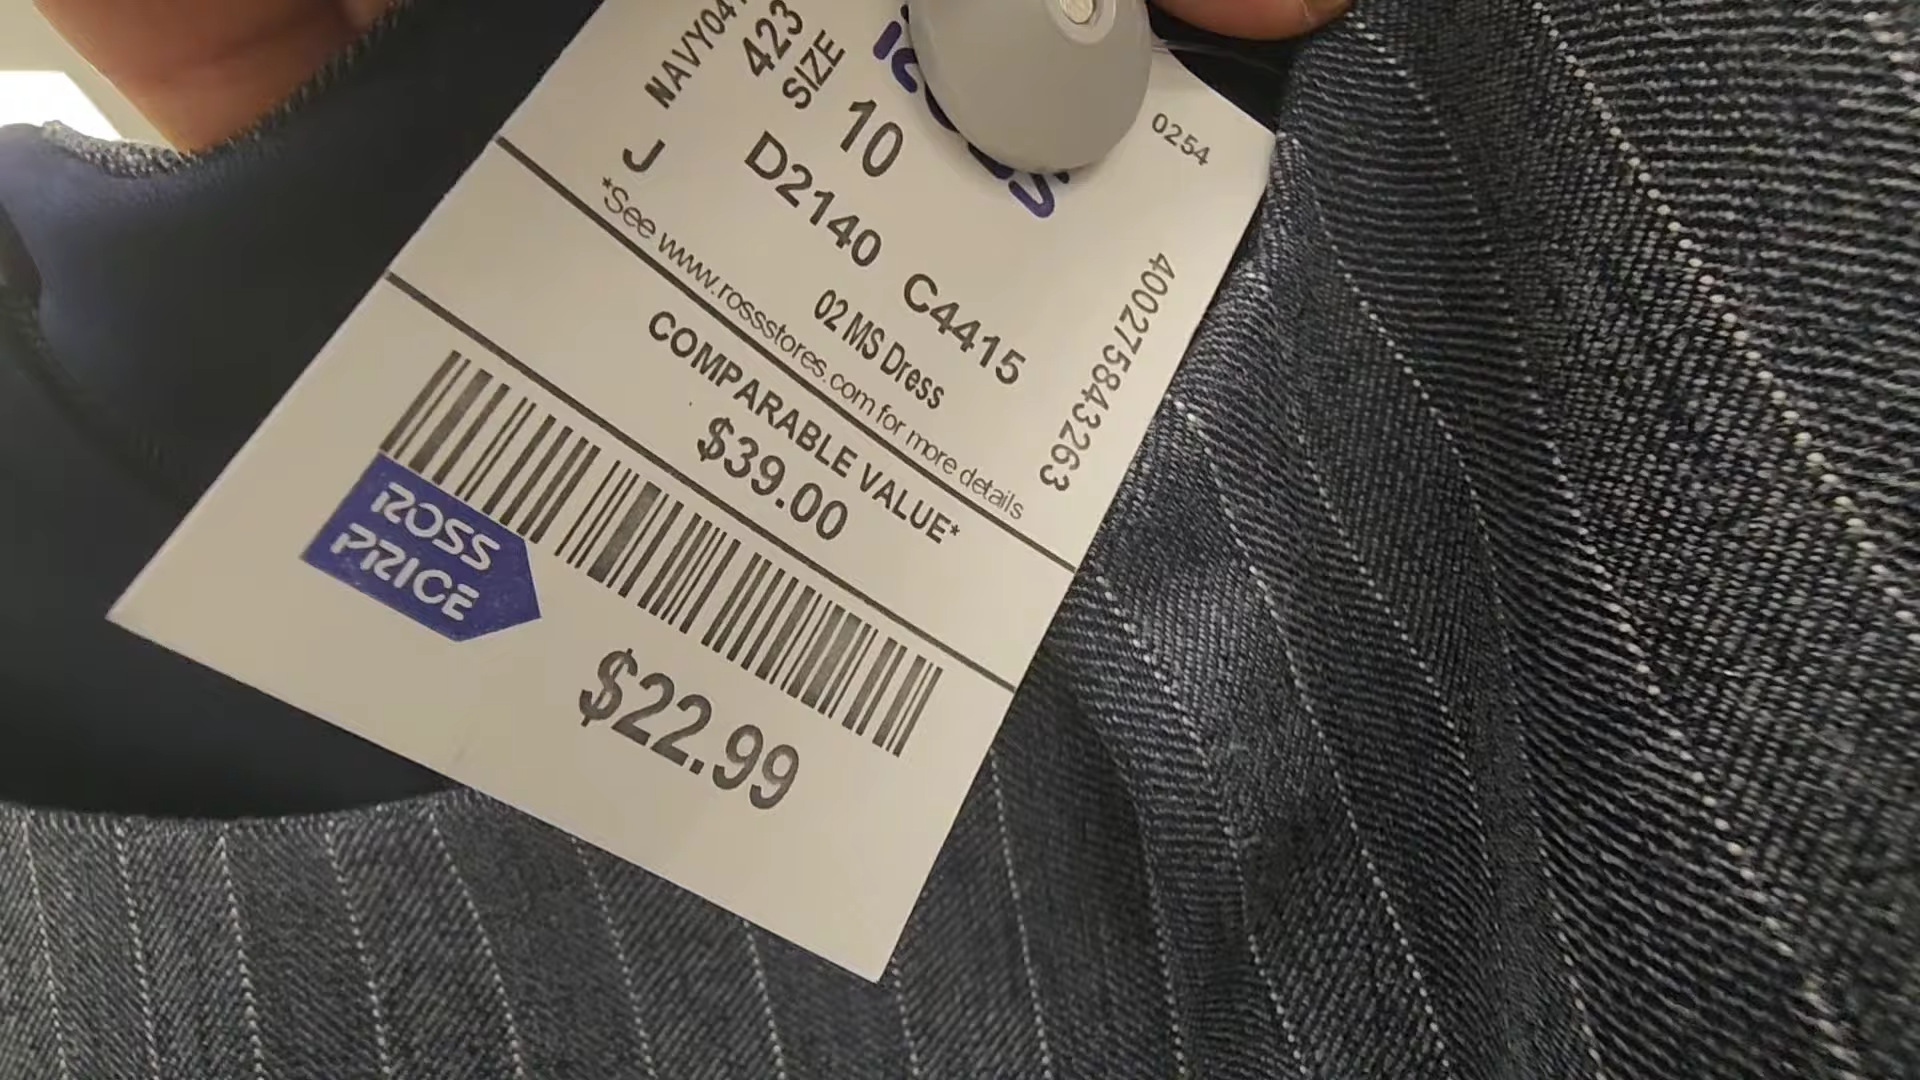 0254
423
SIZE
10
J
D2140 C4415
02 MS Dress
*See www.rossstores.com for more details
400275843263
COMPARABLE VALUE*
$39.00
ROSS
PRICE
$22.99